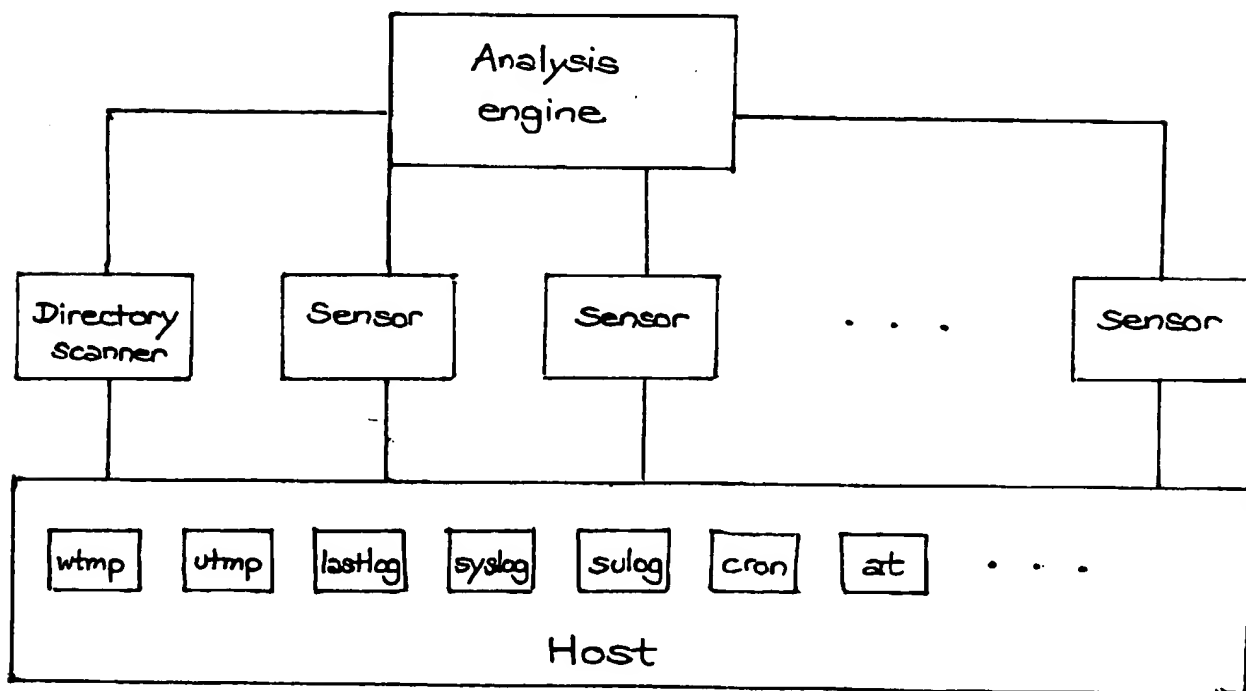 Analysis
engine
Directory
scanner
Sensor
Sensor
. . .
Sensor
wtmp
utmp
lastlog
syslog
sulog
cron
at
. . . .
Host